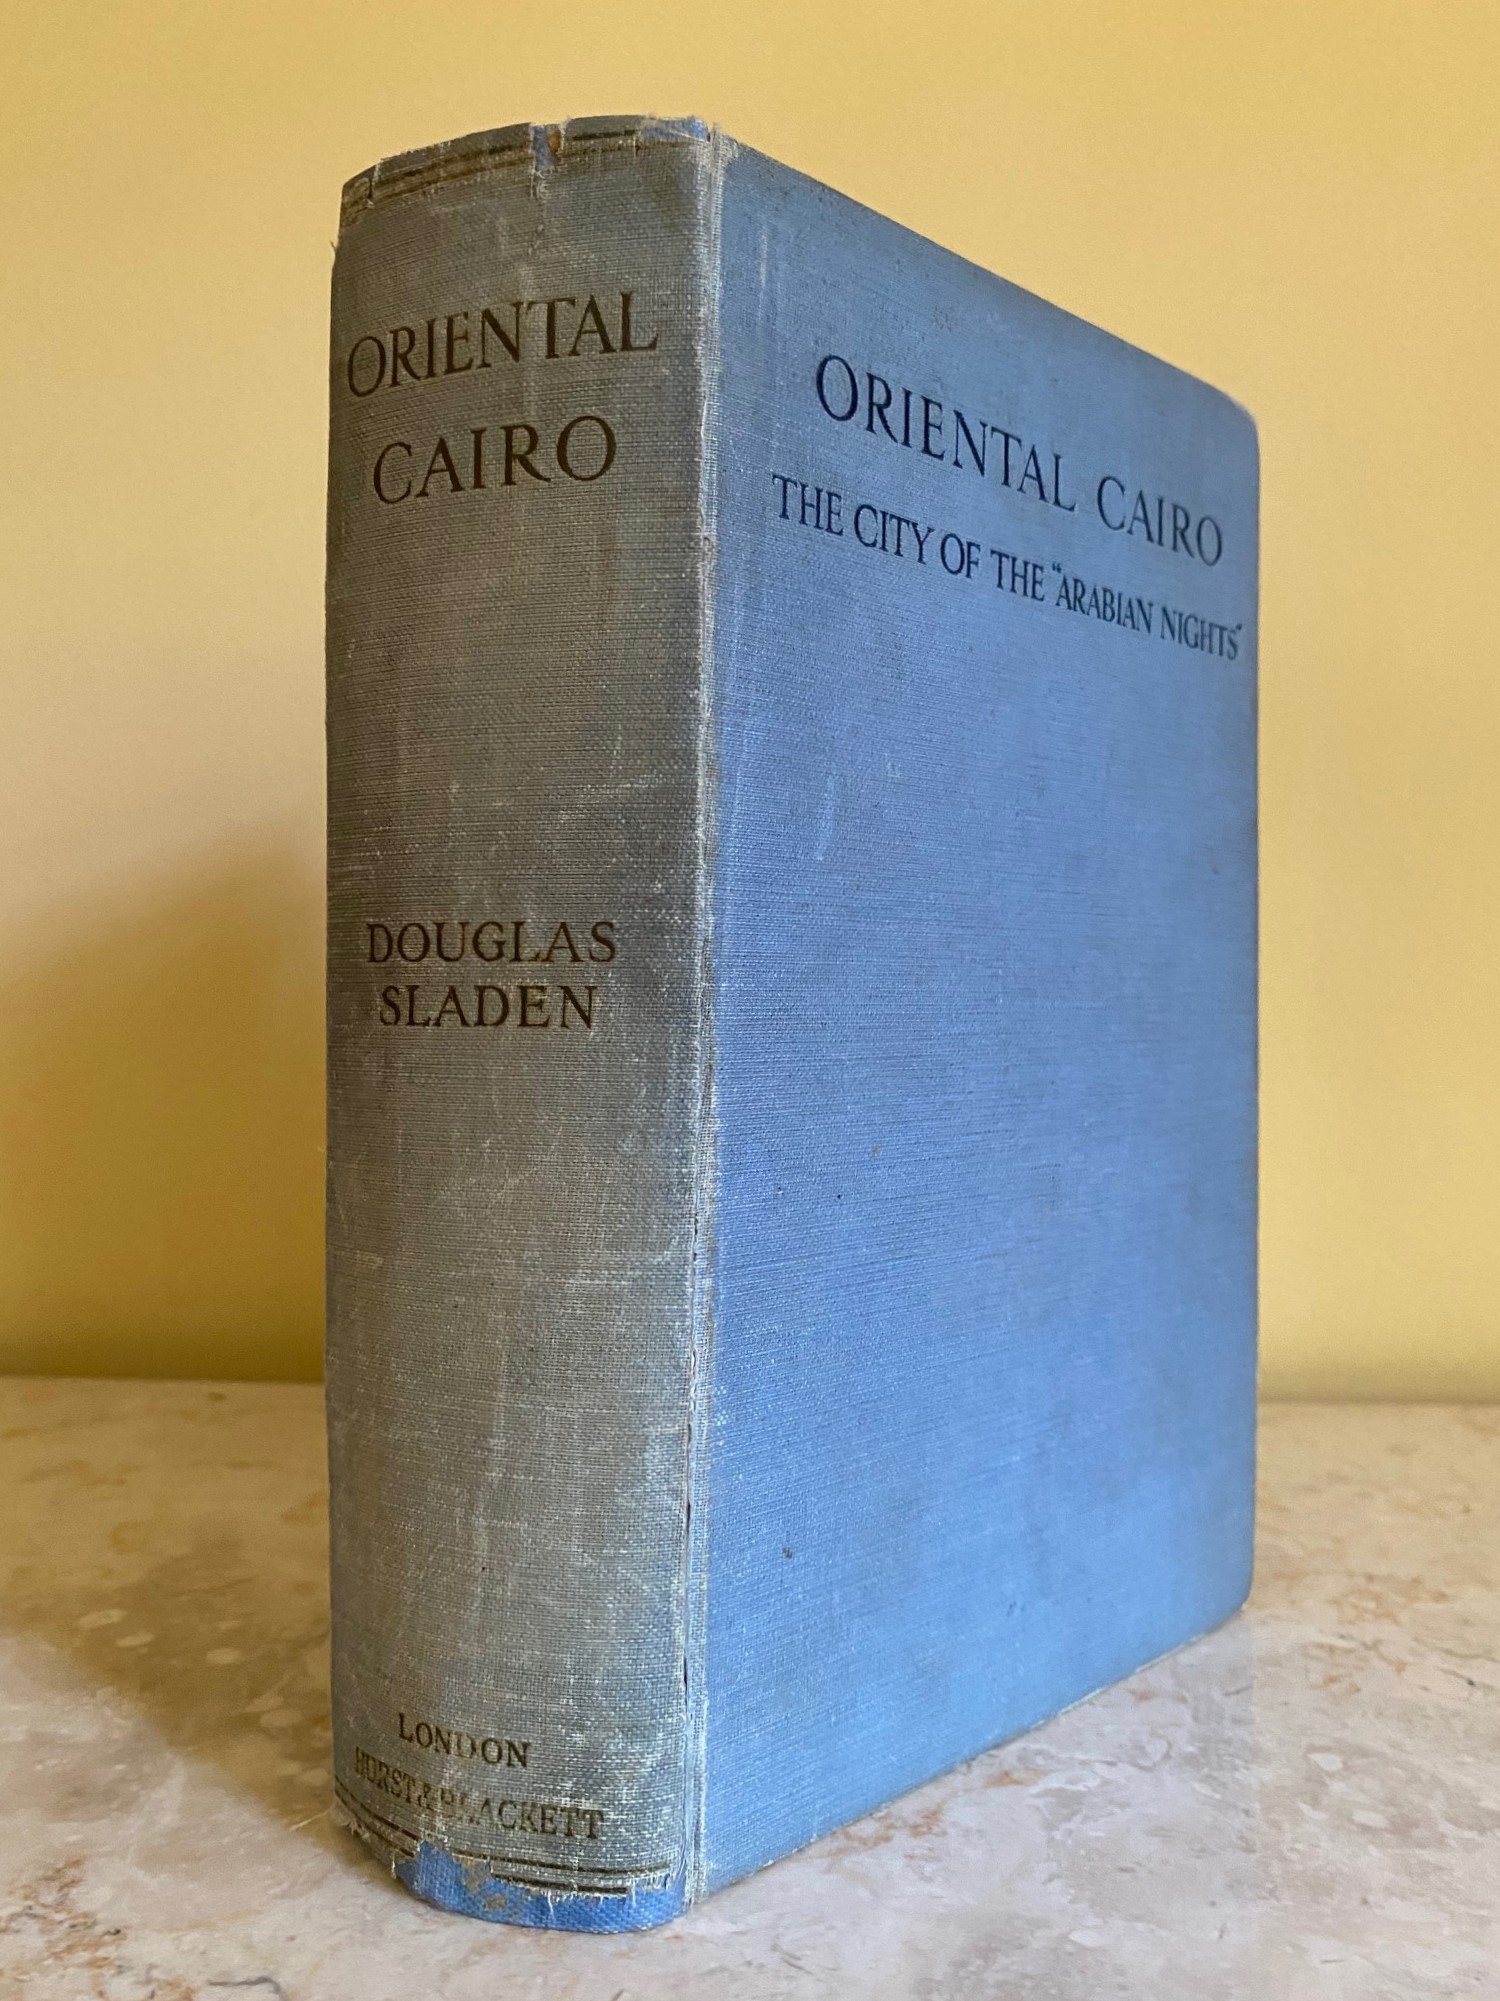 ORIENTAL
CAIRO
DOUGLAS
SLADEN
LONDON
HURST & BLACKETT
ORIENTAL CAIRO
THE CITY OF THE "ARABIAN NIGHTS"